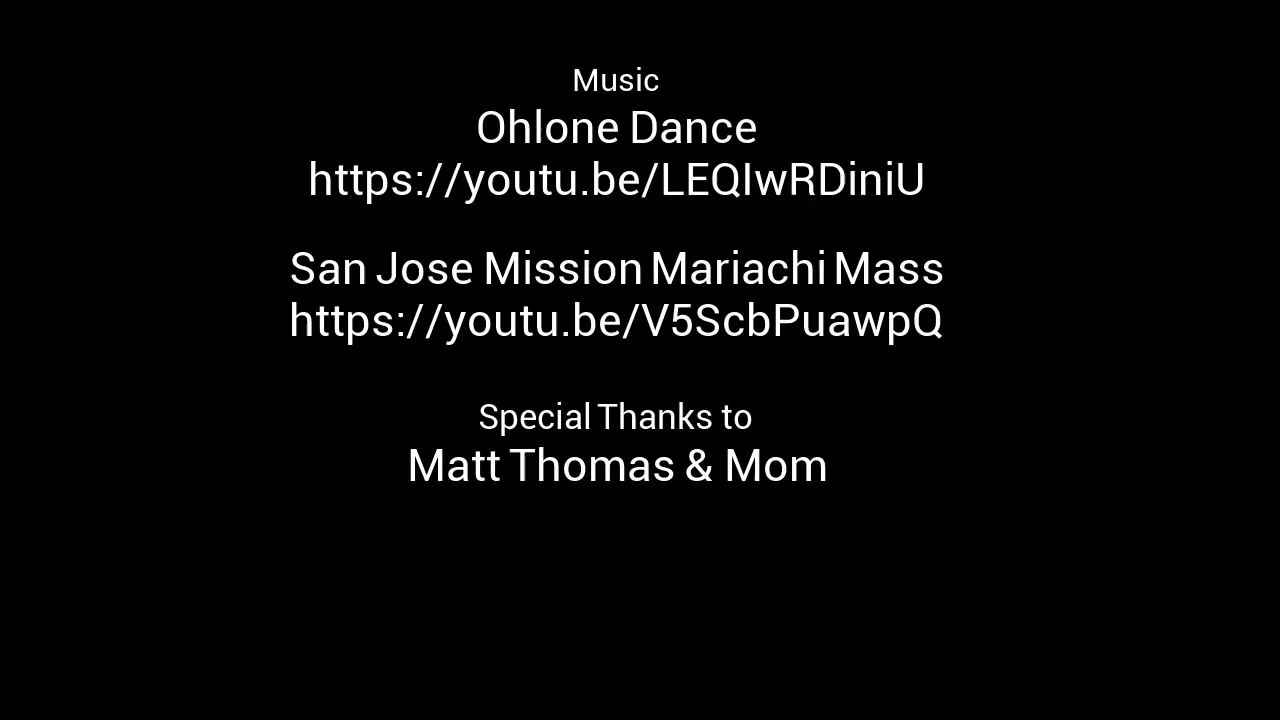 Music
Ohlone Dance
https://youtu.be/LEQIwRDiniU
San Jose Mission Mariachi Mass
https://youtu.be/V5ScbPuawpQ
Special Thanks to
Matt Thomas & Mom